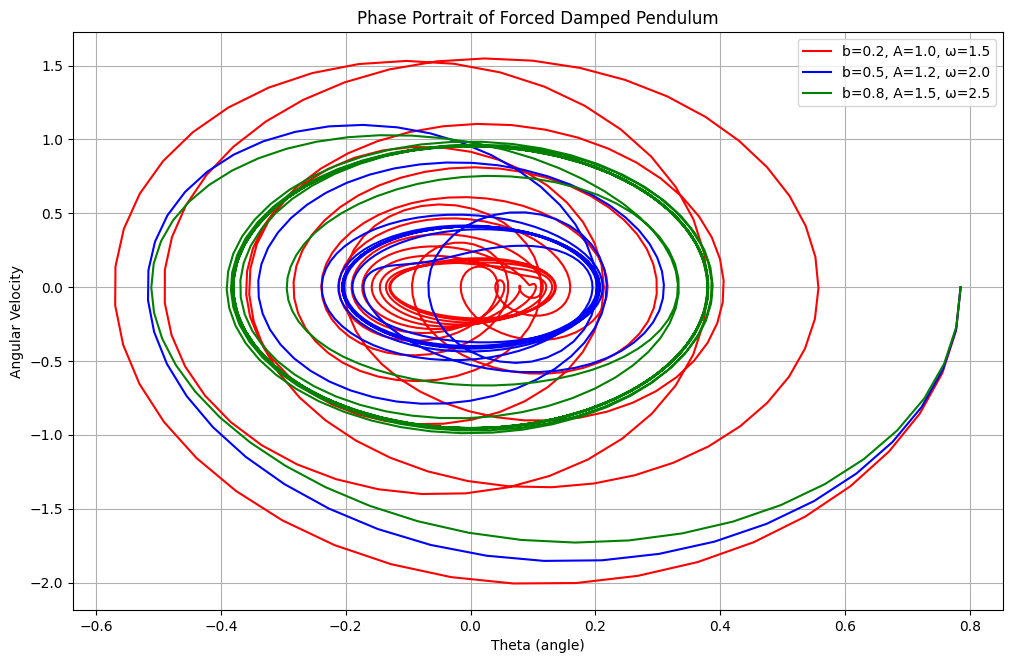 Phase Portrait of Forced Damped Pendulum
b=0.2, A=1.0, ω=1.5
b=0.5, A=1.2, ω=2.0
b=0.8, A=1.5, ω=2.5
Angular Velocity
1.5
1.0
0.5
0.0
−0.5
−1.0
−1.5
−2.0
−0.6 −0.4 −0.2 0.0 0.2 0.4 0.6 0.8
Theta (angle)